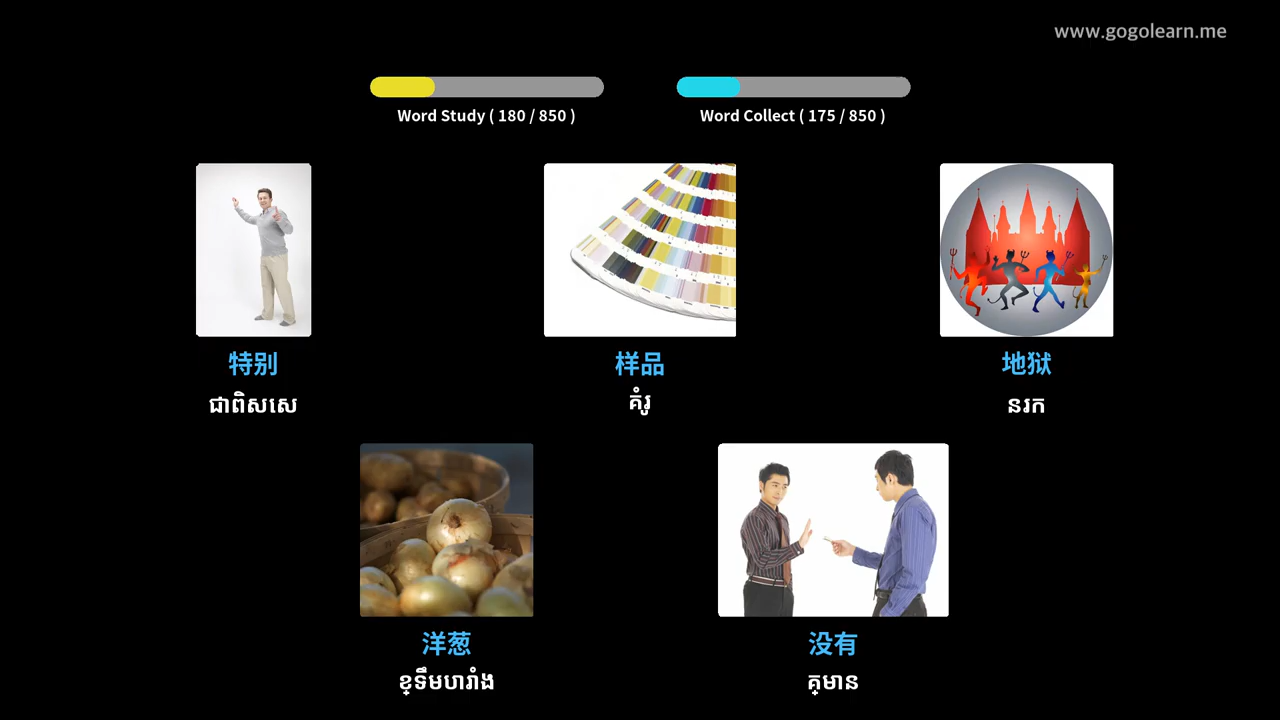 www.gogolearn.me
Word Study ( 180 / 850 )
Word Collect ( 175 / 850 )
特别
ជាពិសសេ
样品
គំរូ
地狱
នរក
洋葱
ខ្ទឹមបារាំង
没有
គ្មាន